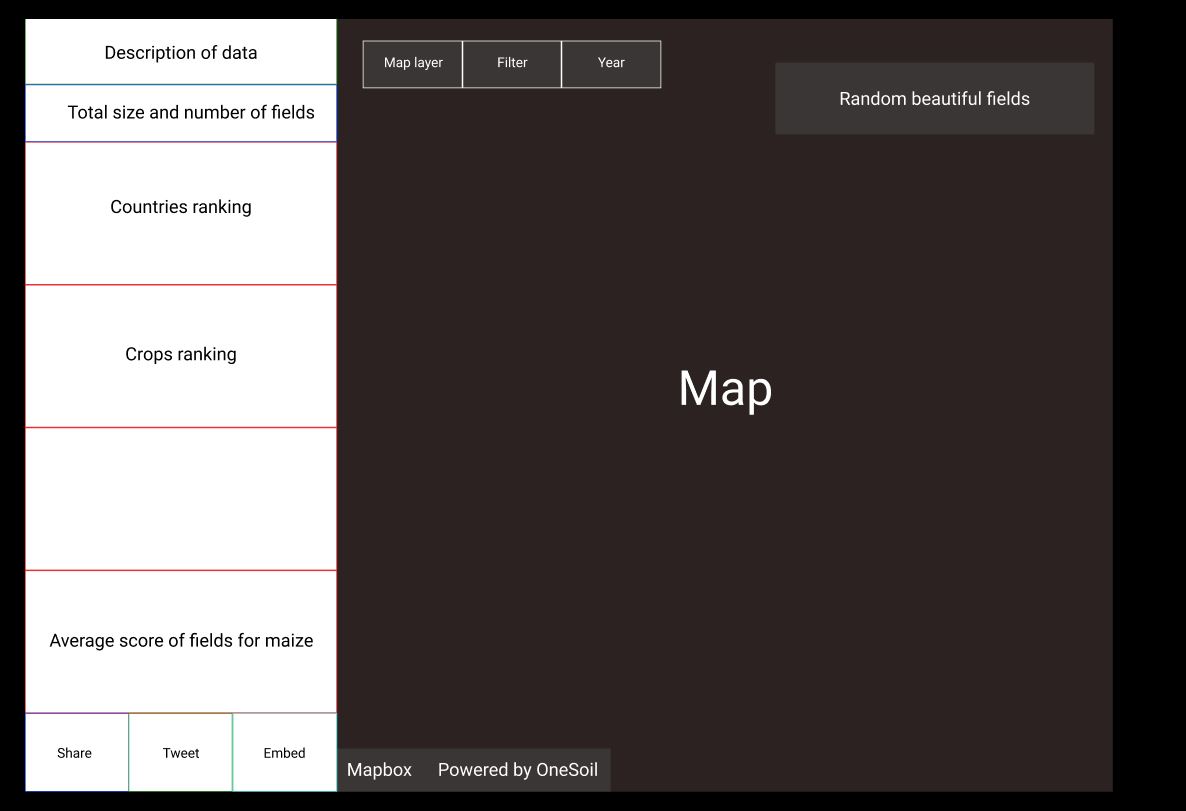 Description of data
Total size and number of fields
Countries ranking
Crops ranking
Average score of fields for maize
Share
Tweet
Embed
Map layer
Filter
Year
Random beautiful fields
Map
Mapbox
Powered by OneSoil